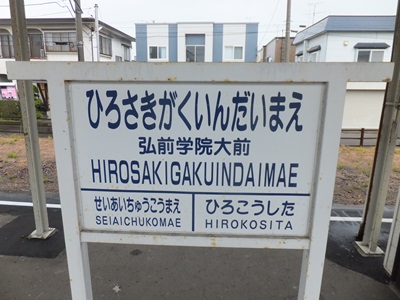 ひろさきがくいんだいまえ
弘前学院大前
HIROSAKIGAKUINDAIMAE
せいあいちゅうこうまえ ひろこうした
SEIAICHUKOMAE HIROKOSITA